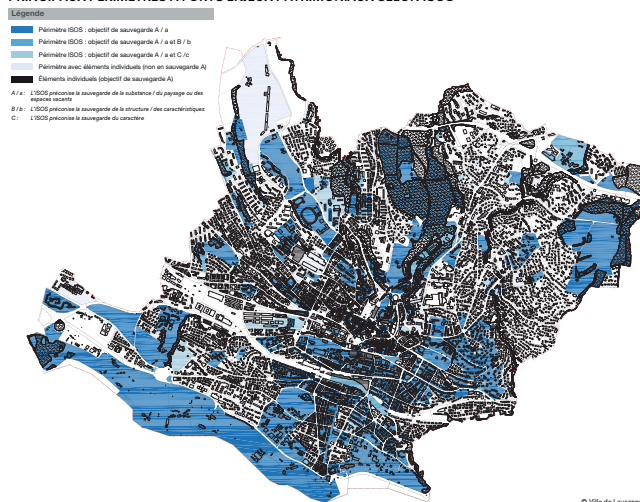 Légende
Périmètre ISOS : objectif de sauvegarde A / a
Périmètre ISOS : objectif de sauvegarde A / a et B / b
Périmètre ISOS : objectif de sauvegarde A / a et C /c
Périmètre avec éléments individuels (non en sauvegarde A)
Éléments individuels (objectif de sauvegarde A)
A / a : L'ISOS préconise la sauvegarde de la substance / du paysage ou des
espaces vacants
B / b : L'ISOS préconise la sauvegarde de la structure / des caractéristiques
C : L'ISOS préconise la sauvegarde du caractère
© Ville de Lausanne